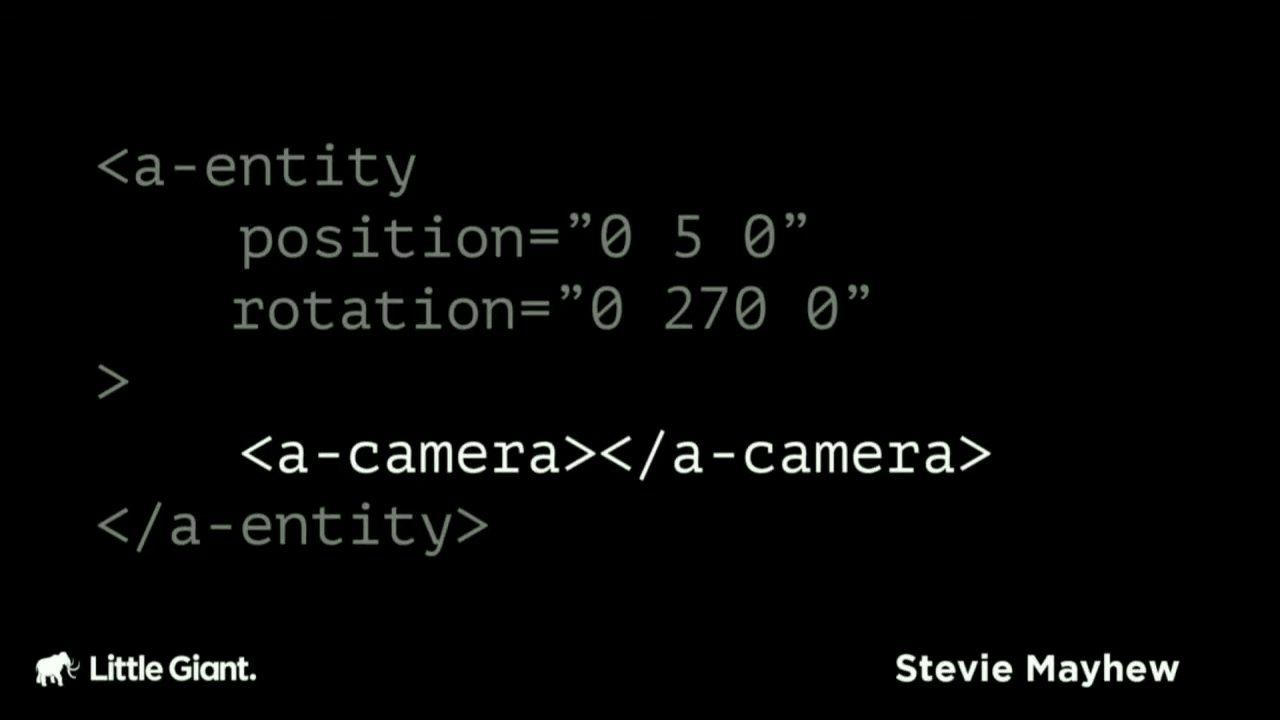 <a-entity
position=”0 5 0”
rotation=”0 270 0”
>
<a-camera></a-camera>
</a-entity>
Little Giant.
Stevie Mayhew